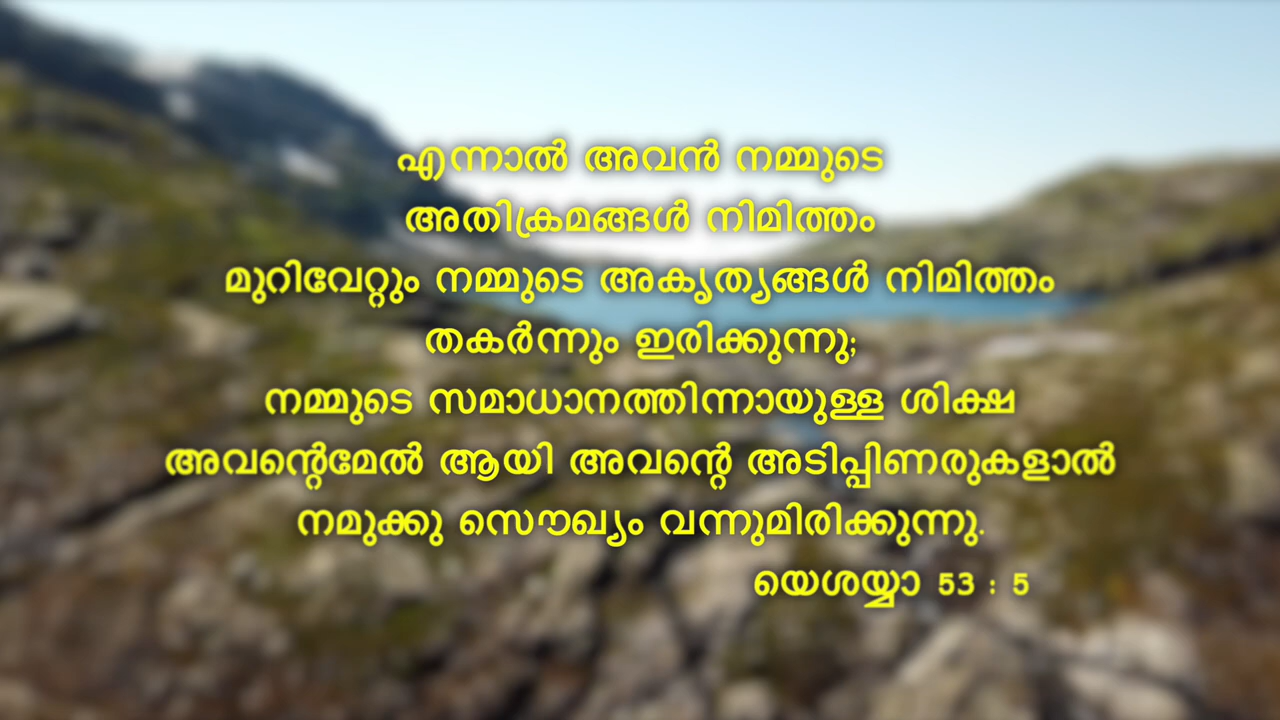 എന്നാൽ അവൻ നമ്മുടെ
അതിക്രമങ്ങൾ നിമിത്തം
മുറിവേറ്റും നമ്മുടെ അകൃത്യങ്ങൾ നിമിത്തം
തകർന്നും ഇരിക്കുന്നു;
നമ്മുടെ സമാധാനത്തിന്നായുള്ള ശിക്ഷ
അവന്റെമേൽ ആയി അവന്റെ അടിപ്പിണരുകളാൽ
നമുക്കു സൌഖ്യം വന്നുമിരിക്കുന്നു.
യെശയ്യാ 53 : 5